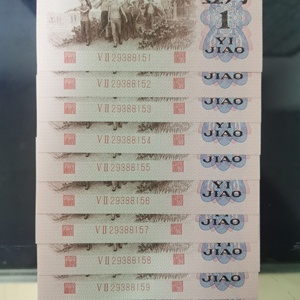 1
YI
JIAO
V II 29388151
JIAO
V II 29388152
JIAO
V II 29388153
YI
JIAO
V II 29388154
JIAO
V II 29388155
YI
JIAO
V II 29388156
JIAO
V II 29388157
YI
JIAO
V II 29388158
JIAO
V II 29388159